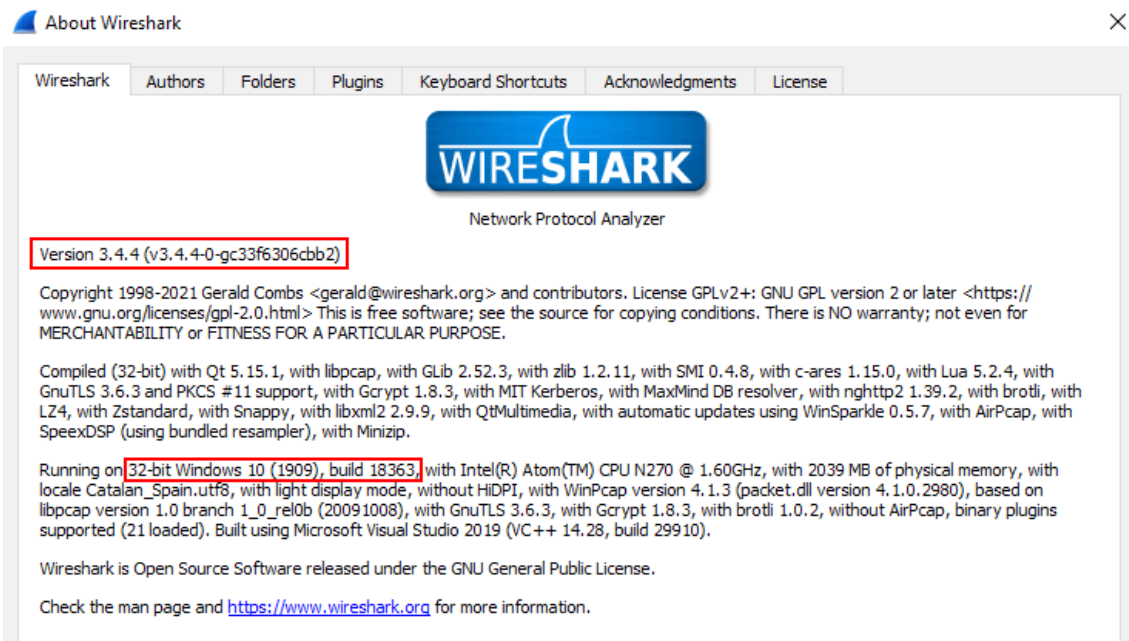 About Wireshark
Wireshark Authors Folders Plugins Keyboard Shortcuts Acknowledgments License
WIRESHARK
Network Protocol Analyzer
Version 3.4.4 (v3.4.4-0-gc33f6306cbb2)
Copyright 1998-2021 Gerald Combs <gerald@wireshark.org> and contributors. License GPLv2+: GNU GPL version 2 or later <https://
www.gnu.org/licenses/gpl-2.0.html> This is free software; see the source for copying conditions. There is NO warranty; not even for
MERCHANTABILITY or FITNESS FOR A PARTICULAR PURPOSE.
Compiled (32-bit) with Qt 5.15.1, with libpcap, with GLib 2.52.3, with zlib 1.2.11, with SMI 0.4.8, with c-ares 1.15.0, with Lua 5.2.4, with
GnuTLS 3.6.3 and PKCS #11 support, with Gcrypt 1.8.3, with MIT Kerberos, with MaxMind DB resolver, with nghttp2 1.39.2, with brotli, with
LZ4, with Zstandard, with Snappy, with libxml2 2.9.9, with QtMultimedia, with automatic updates using WinSparkle 0.5.7, with AirPcap, with
SpeexDSP (using bundled resampler), with Minizip.
Running on 32-bit Windows 10 (1909), build 18363, with Intel(R) Atom(TM) CPU N270 @ 1.60GHz, with 2039 MB of physical memory, with
locale Catalan_Spain.utf8, with light display mode, without HiDPI, with WinPcap version 4.1.3 (packet.dll version 4.1.0.2980), based on
libpcap version 1.0 branch 1_0_rel0b (20091008), with GnuTLS 3.6.3, with Gcrypt 1.8.3, with brotli 1.0.2, without AirPcap, binary plugins
supported (21 loaded). Built using Microsoft Visual Studio 2019 (VC++ 14.28, build 29910).
Wireshark is Open Source Software released under the GNU General Public License.
Check the man page and https://www.wireshark.org for more information.